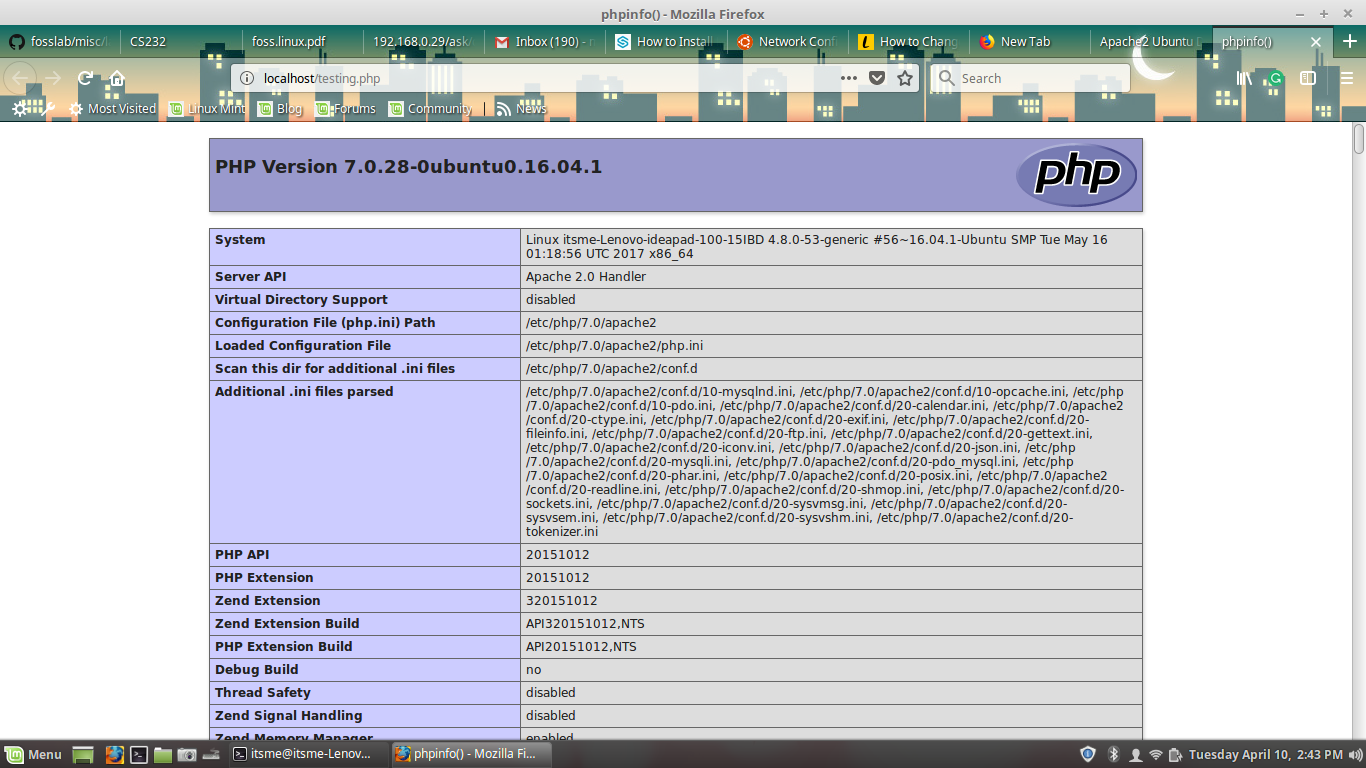 phpinfo() - Mozilla Firefox
fosslab/misc/ CS232 foss.linux.pdf 192.168.0.29/ask/ Inbox (190) - How to Install Network Conf How to Chang New Tab Apache2 Ubuntu phpinfo()
localhost/testing.php Search
Most Visited Linux Mint Blog Forums Community News
PHP Version 7.0.28-0ubuntu0.16.04.1
php
System Linux itsme-Lenovo-ideapad-100-15IBD 4.8.0-53-generic #56~16.04.1-Ubuntu SMP Tue May 16
01:18:56 UTC 2017 x86_64
Server API Apache 2.0 Handler
Virtual Directory Support disabled
Configuration File (php.ini) Path /etc/php/7.0/apache2
Loaded Configuration File /etc/php/7.0/apache2/php.ini
Scan this dir for additional .ini files /etc/php/7.0/apache2/conf.d
Additional .ini files parsed /etc/php/7.0/apache2/conf.d/10-mysqlnd.ini, /etc/php/7.0/apache2/conf.d/10-opcache.ini, /etc/php
/7.0/apache2/conf.d/10-pdo.ini, /etc/php/7.0/apache2/conf.d/20-calendar.ini, /etc/php/7.0/apache2
/conf.d/20-ctype.ini, /etc/php/7.0/apache2/conf.d/20-exif.ini, /etc/php/7.0/apache2/conf.d/20-
fileinfo.ini, /etc/php/7.0/apache2/conf.d/20-ftp.ini, /etc/php/7.0/apache2/conf.d/20-gettext.ini,
/etc/php/7.0/apache2/conf.d/20-iconv.ini, /etc/php/7.0/apache2/conf.d/20-json.ini, /etc/php
/7.0/apache2/conf.d/20-mysqli.ini, /etc/php/7.0/apache2/conf.d/20-pdo_mysql.ini, /etc/php
/7.0/apache2/conf.d/20-phar.ini, /etc/php/7.0/apache2/conf.d/20-posix.ini, /etc/php/7.0/apache2
/conf.d/20-readline.ini, /etc/php/7.0/apache2/conf.d/20-shmop.ini, /etc/php/7.0/apache2/conf.d/20-
sockets.ini, /etc/php/7.0/apache2/conf.d/20-sysvmsg.ini, /etc/php/7.0/apache2/conf.d/20-
sysvsem.ini, /etc/php/7.0/apache2/conf.d/20-sysvshm.ini, /etc/php/7.0/apache2/conf.d/20-
tokenizer.ini
PHP API 20151012
PHP Extension 20151012
Zend Extension 320151012
Zend Extension Build API320151012,NTS
PHP Extension Build API20151012,NTS
Debug Build no
Thread Safety disabled
Zend Signal Handling disabled
Zend Memory Manager enabled
Menu itsme@itsme-Lenov... phpinfo() - Mozilla Fi... Tuesday April 10, 2:43 PM